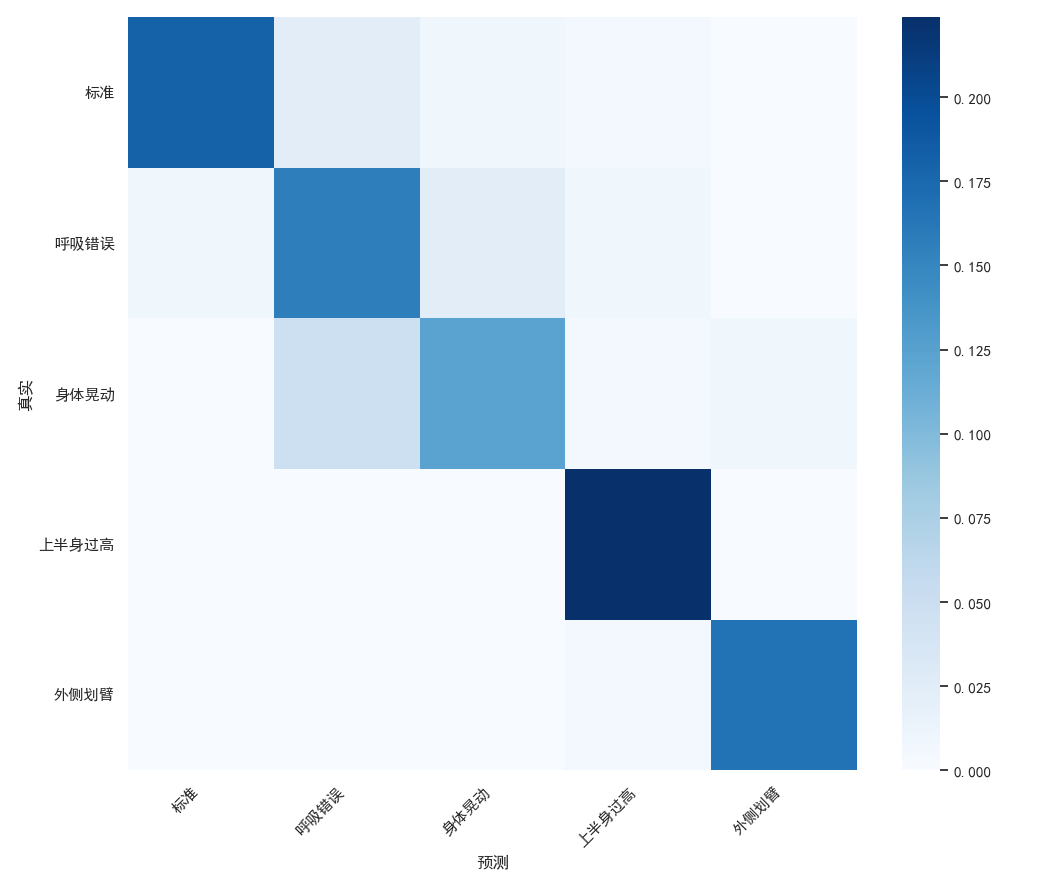 标准
呼吸错误
身体晃动
上半身过高
外侧划臂
真实
标准
呼吸错误
身体晃动
上半身过高
外侧划臂
预测
0.200
0.175
0.150
0.125
0.100
0.075
0.050
0.025
0.000